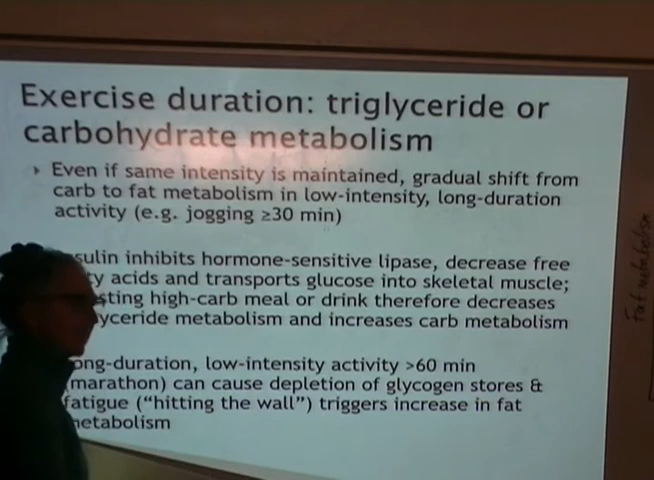 Exercise duration: triglyceride or
carbohydrate metabolism
Even if same intensity is maintained, gradual shift from
carb to fat metabolism in low-intensity, long-duration
activity (e.g. jogging ≥30 min)
sulin inhibits hormone-sensitive lipase, decrease free
y acids and transports glucose into skeletal muscle;
sting high-carb meal or drink therefore decreases
yceride metabolism and increases carb metabolism
ong-duration, low-intensity activity >60 min
(marathon) can cause depletion of glycogen stores &
fatigue ("hitting the wall") triggers increase in fat
etabolism
Fat metabolism